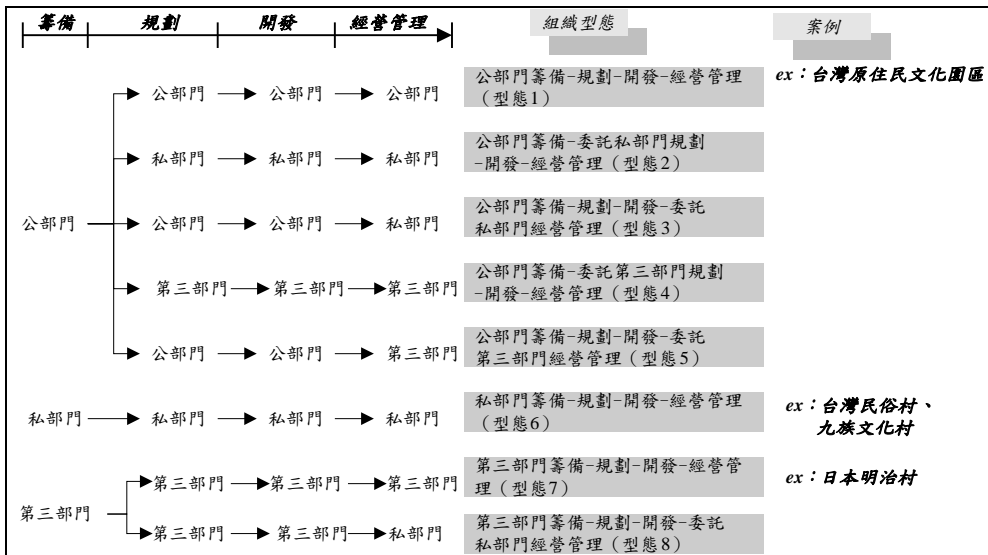 籌備 規劃 開發 經營管理 組織型態 案例
公部門籌備-規劃-開發-經營管理 ex：台灣原住民文化園區
公部門 公部門 公部門 （型態1）
公部門籌備-委託私部門規劃
私部門 私部門 私部門 -開發-經營管理（型態2）
公部門籌備-規劃-開發-委託
公部門 公部門 公部門 私部門 私部門經營管理（型態3）
公部門籌備-委託第三部門規劃
第三部門 第三部門 第三部門 -開發-經營管理（型態4）
公部門籌備-規劃-開發-委託
公部門 公部門 第三部門 第三部門經營管理（型態5）
私部門籌備-規劃-開發-經營管理 ex：台灣民俗村、
私部門 私部門 私部門 私部門 （型態6） 九族文化村
第三部門籌備-規劃-開發-經營管
第三部門 第三部門 第三部門 理（型態7） ex：日本明治村
第三部門
第三部門籌備-規劃-開發-委託
第三部門 第三部門 私部門 私部門經營管理（型態8）